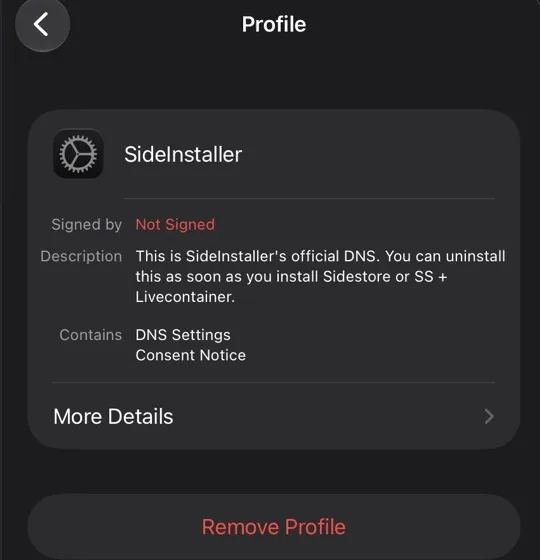 Profile
SideInstaller
Signed by Not Signed
Description This is SideInstaller's official DNS. You can uninstall
this as soon as you install Sidestore or SS +
Livecontainer.
Contains DNS Settings
Consent Notice
More Details
Remove Profile